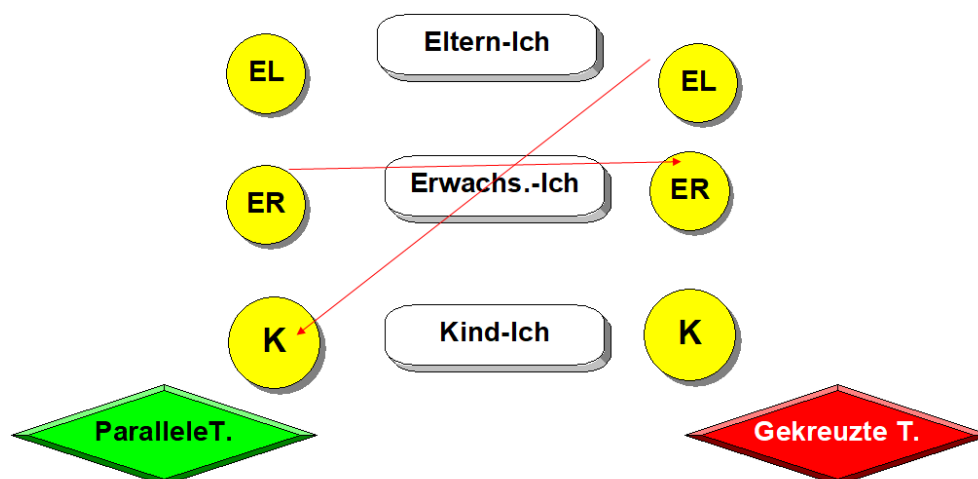 EL
Eltern-Ich
EL
ER
Erwachs.-Ich
ER
K
Kind-Ich
K
ParalleleT.
Gekreuzte T.